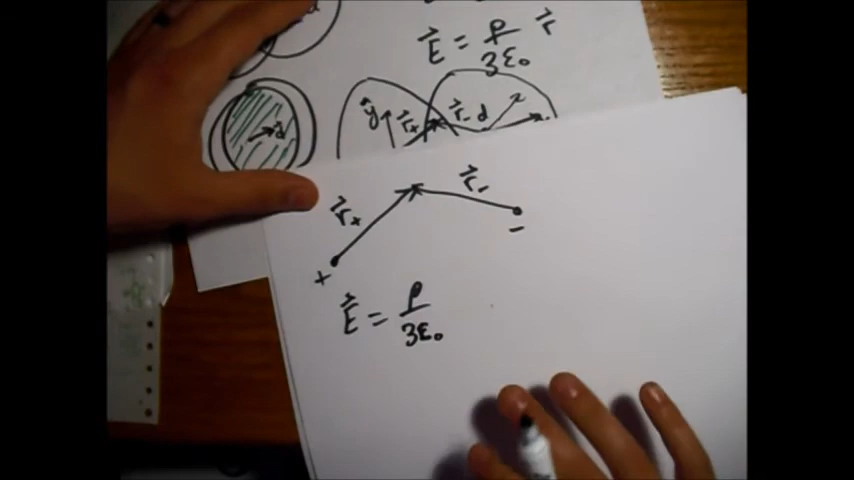 E⃗ = ρ/3ε₀ r⃗
d⃗
ŷ r⃗₊ r⃗₋ d
r⃗₊ r⃗₋
+ −
E⃗ = ρ/3ε₀